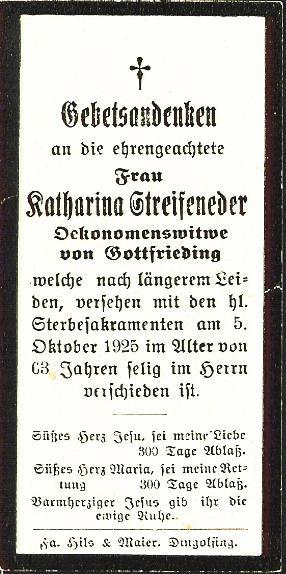 Gebetsandenken
an die ehrengeachtete
Frau
Katharina Streifeneder
Oekonomenswitwe
von Gottfrieding
welche nach längerem Lei-
den, versehen mit den hl.
Sterbesakramenten am 5.
Oktober 1925 im Alter von
63 Jahren selig im Herrn
verschieden ist.
Süßes Herz Jesu, sei meine Liebe
300 Tage Ablaß.
Süßes Herz Maria, sei meine Ret-
tung 300 Tage Ablaß.
Barmherziger Jesus gib ihr die
ewige Ruhe.
Fa. Hils & Maier, Dingolfing.